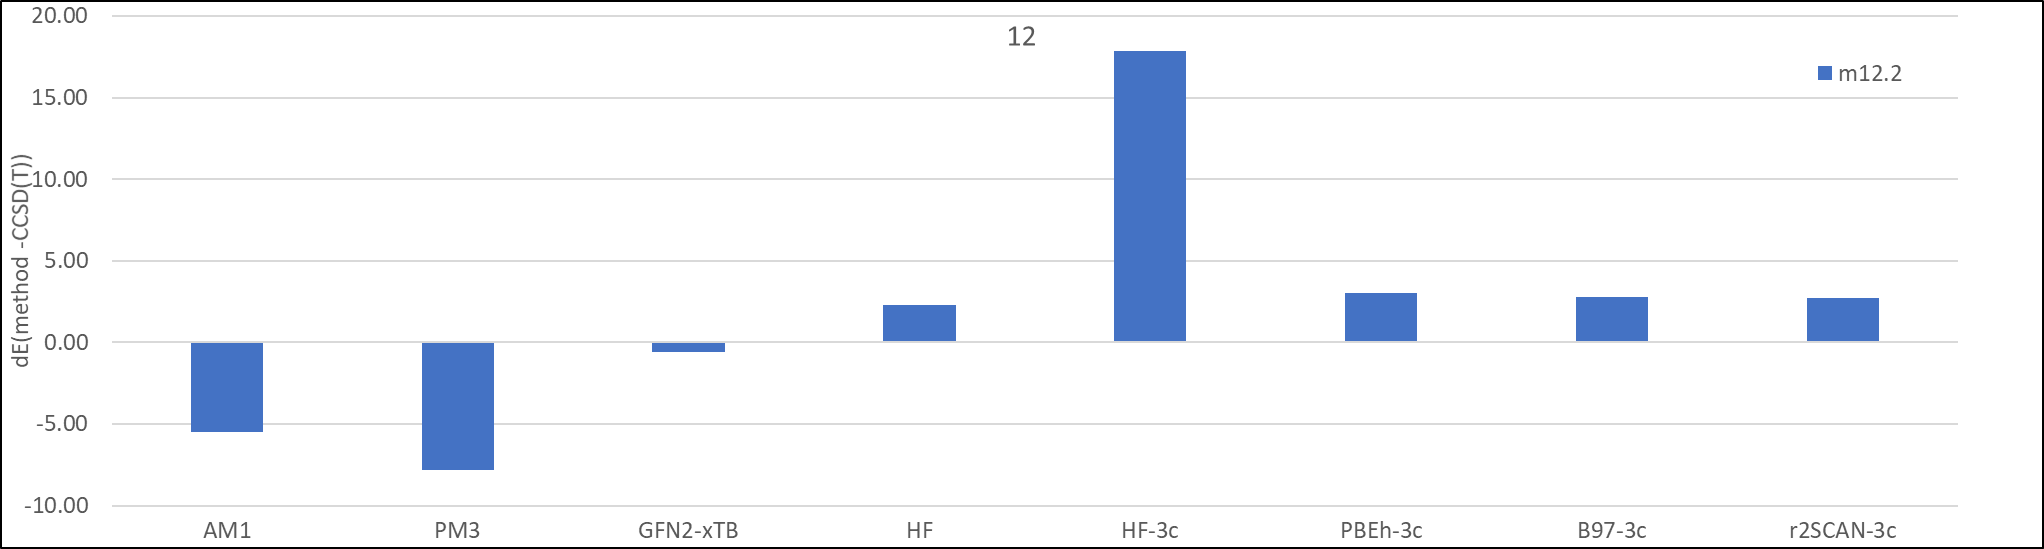 12
m12.2
dE(method -CCSD(T))
20.00
15.00
10.00
5.00
0.00
-5.00
-10.00
AM1 PM3 GFN2-xTB HF HF-3c PBEh-3c B97-3c r2SCAN-3c